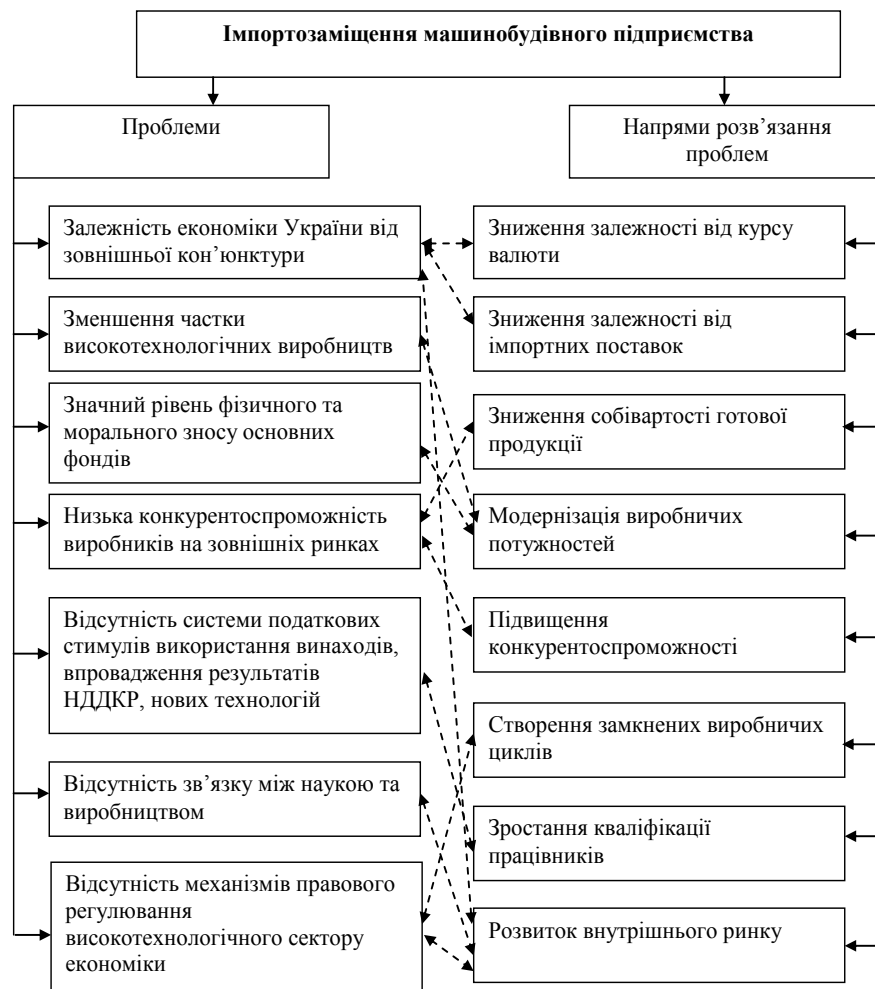 Імпортозаміщення машинобудівного підприємства
Проблеми
Напрями розв’язання
проблем
Залежність економіки України від
зовнішньої кон’юнктури
Зниження залежності від курсу
валюти
Зменшення частки
високотехнологічних виробництв
Зниження залежності від
імпортних поставок
Значний рівень фізичного та
морального зносу основних
фондів
Зниження собівартості готової
продукції
Низька конкурентоспроможність
виробників на зовнішніх ринках
Модернізація виробничих
потужностей
Відсутність системи податкових
стимулів використання винаходів,
впровадження результатів
НДДКР, нових технологій
Підвищення
конкурентоспроможності
Створення замкнених виробничих
циклів
Відсутність зв’язку між наукою та
виробництвом
Зростання кваліфікації
працівників
Відсутність механізмів правового
регулювання
високотехнологічного сектору
економіки
Розвиток внутрішнього ринку